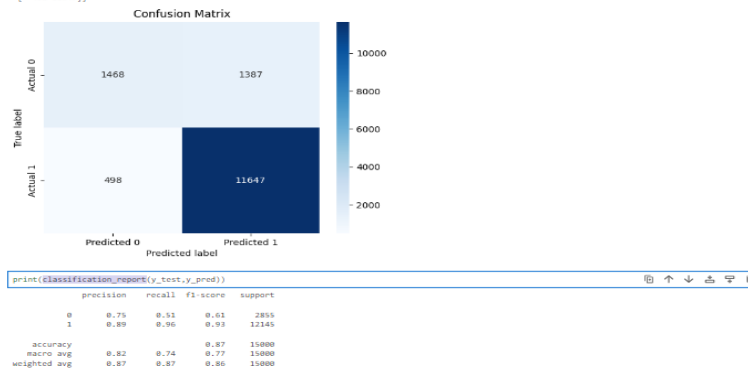 Confusion Matrix
10000
Actual 0
1468
1387
8000
True label
6000
4000
Actual 1
498
11647
2000
Predicted 0
Predicted 1
Predicted label
print(classification_report(y_test,y_pred))
precision recall f1-score support
0 0.75 0.51 0.61 2855
1 0.89 0.96 0.93 12145
accuracy 0.87 15000
macro avg 0.82 0.74 0.77 15000
weighted avg 0.87 0.87 0.86 15000